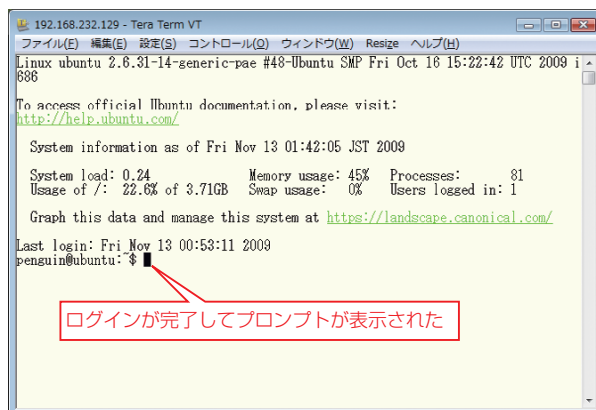 192.168.232.129 - Tera Term VT
ファイル(F) 編集(E) 設定(S) コントロール(O) ウィンドウ(W) Resize ヘルプ(H)
Linux ubuntu 2.6.31-14-generic-pae #48-Ubuntu SMP Fri Oct 16 15:22:42 UTC 2009 i
686
To access official Ubuntu documentation, please visit:
http://help.ubuntu.com/
System information as of Fri Nov 13 01:42:05 JST 2009
System load: 0.24 Memory usage: 45% Processes: 81
Usage of /: 22.6% of 3.71GB Swap usage: 0% Users logged in: 1
Graph this data and manage this system at https://landscape.canonical.com/
Last login: Fri Nov 13 00:53:11 2009
penguin@ubuntu:~$
ログインが完了してプロンプトが表示された